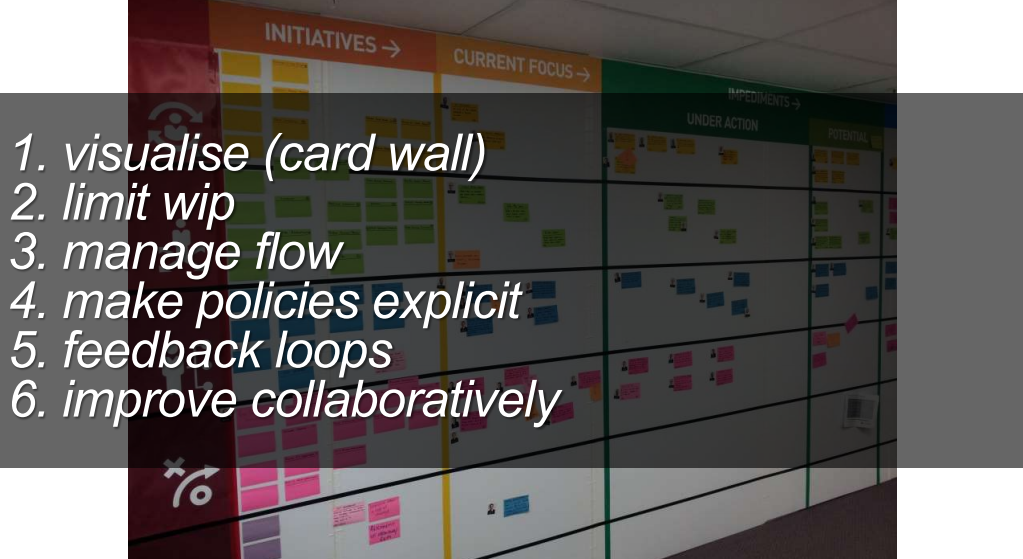 INITIATIVES →
CURRENT FOCUS →
IMPEDIMENTS →
UNDER ACTION
POTENTIAL
1. visualise (card wall)
2. limit wip
3. manage flow
4. make policies explicit
5. feedback loops
6. improve collaboratively